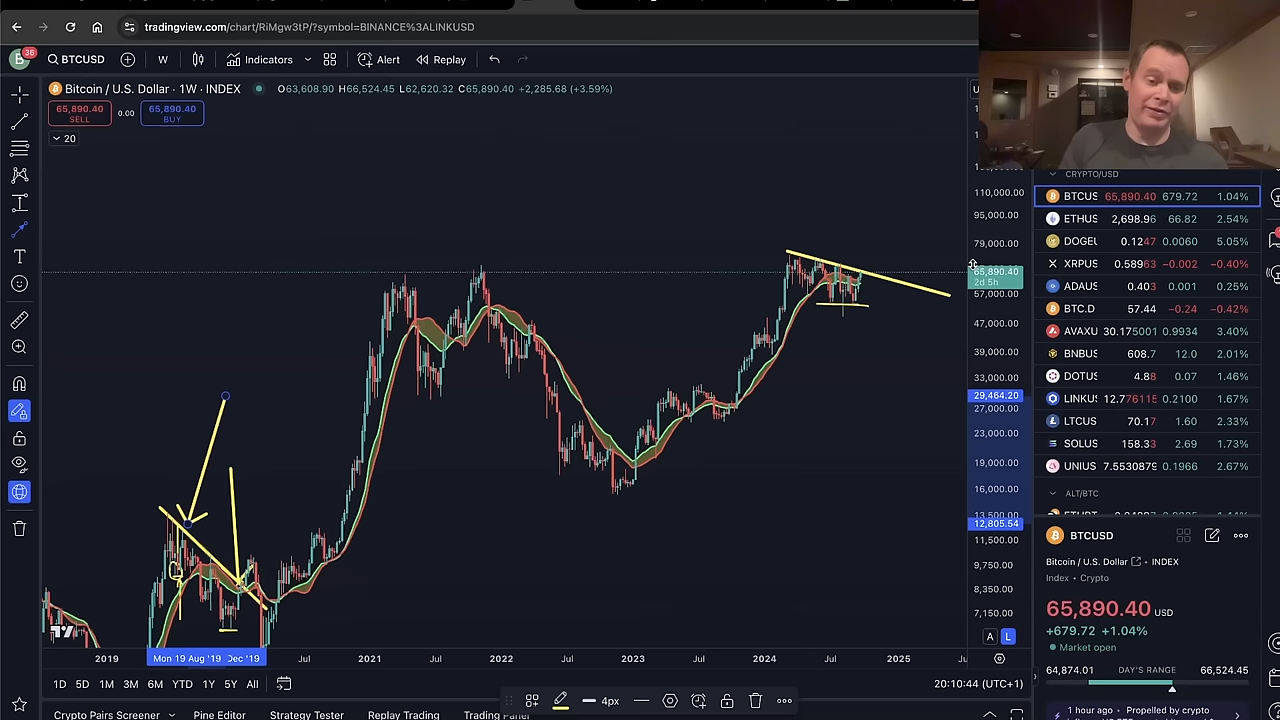 tradingview.com/chart/RiMgw3tP/?symbol=BINANCE%3ALINKUSD
B 36 BTCUSD W Indicators Alert Replay
Bitcoin / U.S. Dollar · 1W · INDEX O63,608.90 H66,524.45 L62,620.32 C65,890.40 +2,285.68 (+3.59%)
65,890.40 SELL 0.00 65,890.40 BUY
20
110,000.00
95,000.00
79,000.00
65,890.40
2d 5h
57,000.00
47,000.00
39,000.00
33,000.00
29,464.20
27,000.00
23,000.00
19,000.00
16,000.00
13,500.00
12,805.54
11,500.00
9,750.00
8,350.00
7,150.00
A L
2019 Mon 19 Aug '19 Dec '19 Jul 2021 Jul 2022 Jul 2023 Jul 2024 Jul 2025
1D 5D 1M 3M 6M YTD 1Y 5Y All
20:10:44 (UTC+1)
4px
Crypto Pairs Screener Pine Editor Strategy Tester Replay Trading Trading Panel
CRYPTO/USD
BTCUS 65,890.40 679.72 1.04%
ETHUS 2,698.96 66.82 2.54%
DOGEU 0.1247 0.0060 5.05%
XRPUS 0.58963 -0.002 -0.40%
ADAUS 0.403 0.001 0.25%
BTC.D 57.44 -0.24 -0.42%
AVAXU 30.175001 0.9934 3.40%
BNBUS 608.7 12.0 2.01%
DOTUS 4.88 0.07 1.46%
LINKUS 12.776115 0.2100 1.67%
LTCUS 70.17 1.60 2.33%
SOLUS 158.33 2.69 1.73%
UNIUS 7.5530879 0.1966 2.67%
ALT/BTC
BTCUSD
Bitcoin / U.S. Dollar · INDEX
Index · Crypto
65,890.40 USD
+679.72 +1.04%
Market open
64,874.01 DAY'S RANGE 66,524.45
1 hour ago · Propelled by crypto